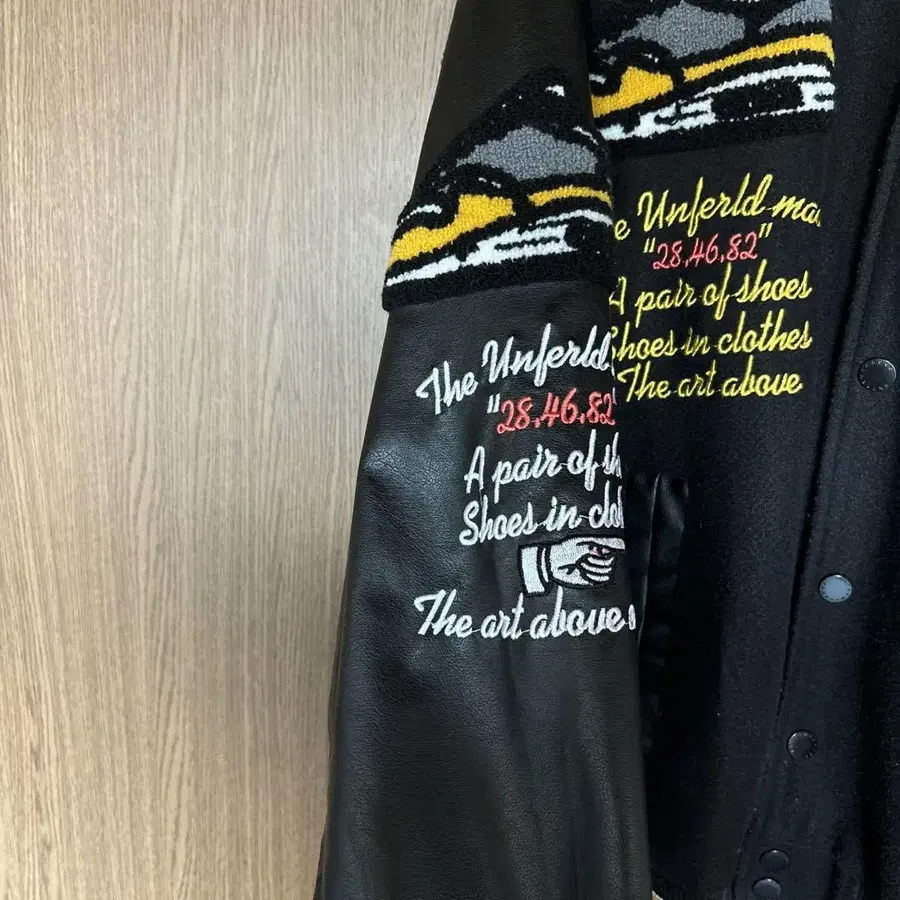 The Unferld
"28.46.82"
A pair of sh
Shoes in clot
The art above
e Unferld ma
"28.46.82"
A pair of shoes
Shoes in clothes
The art above